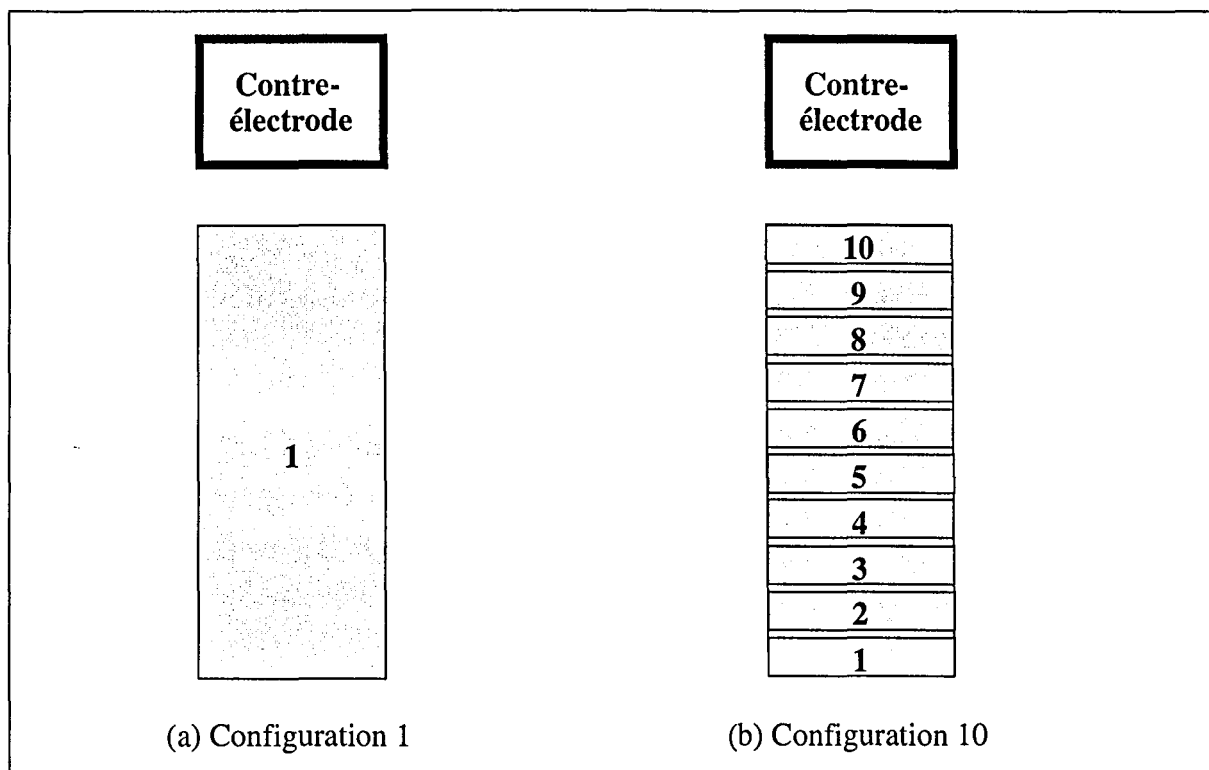 Contre-
électrode
1
(a) Configuration 1
Contre-
électrode
10
9
8
7
6
5
4
3
2
1
(b) Configuration 10